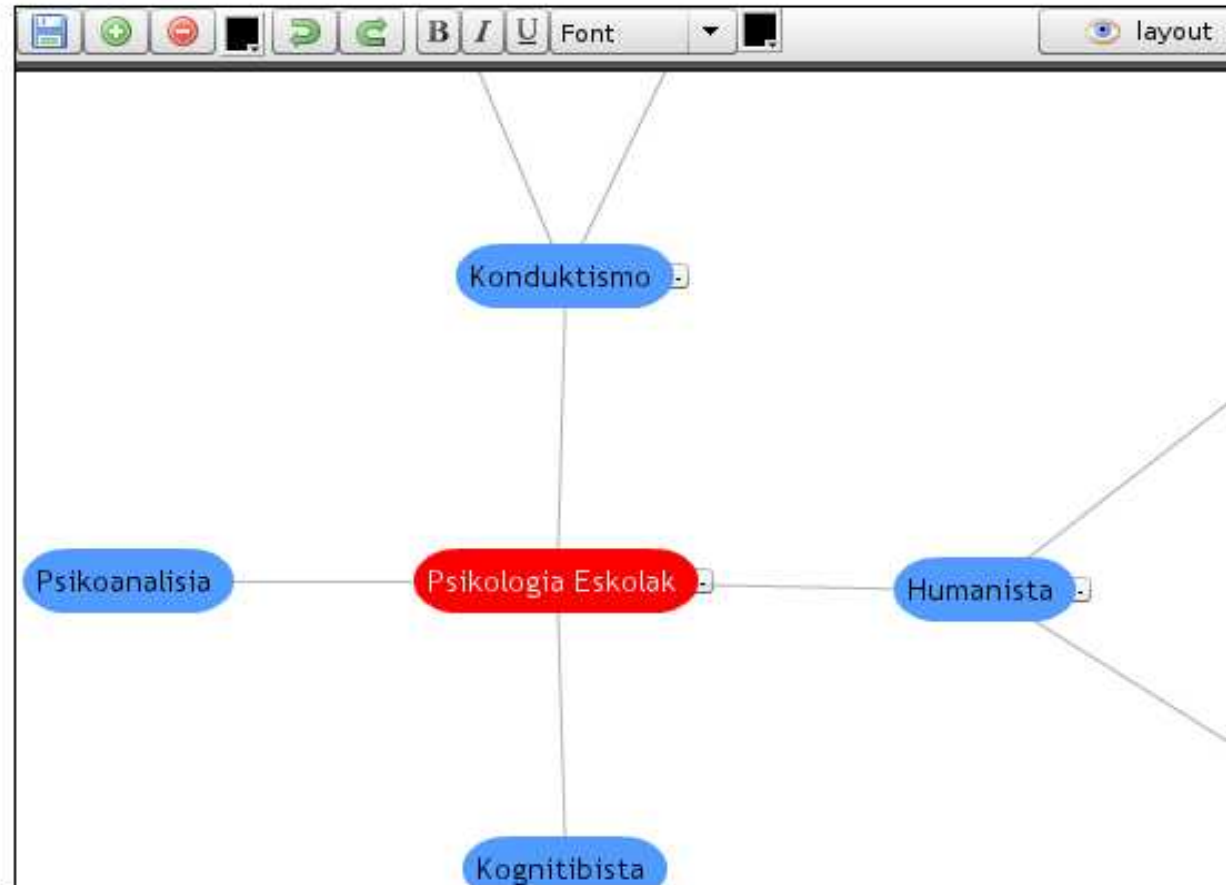 B I U Font layout
Konduktismo
Psikoanalisia Psikologia Eskolak Humanista
Kognitibista